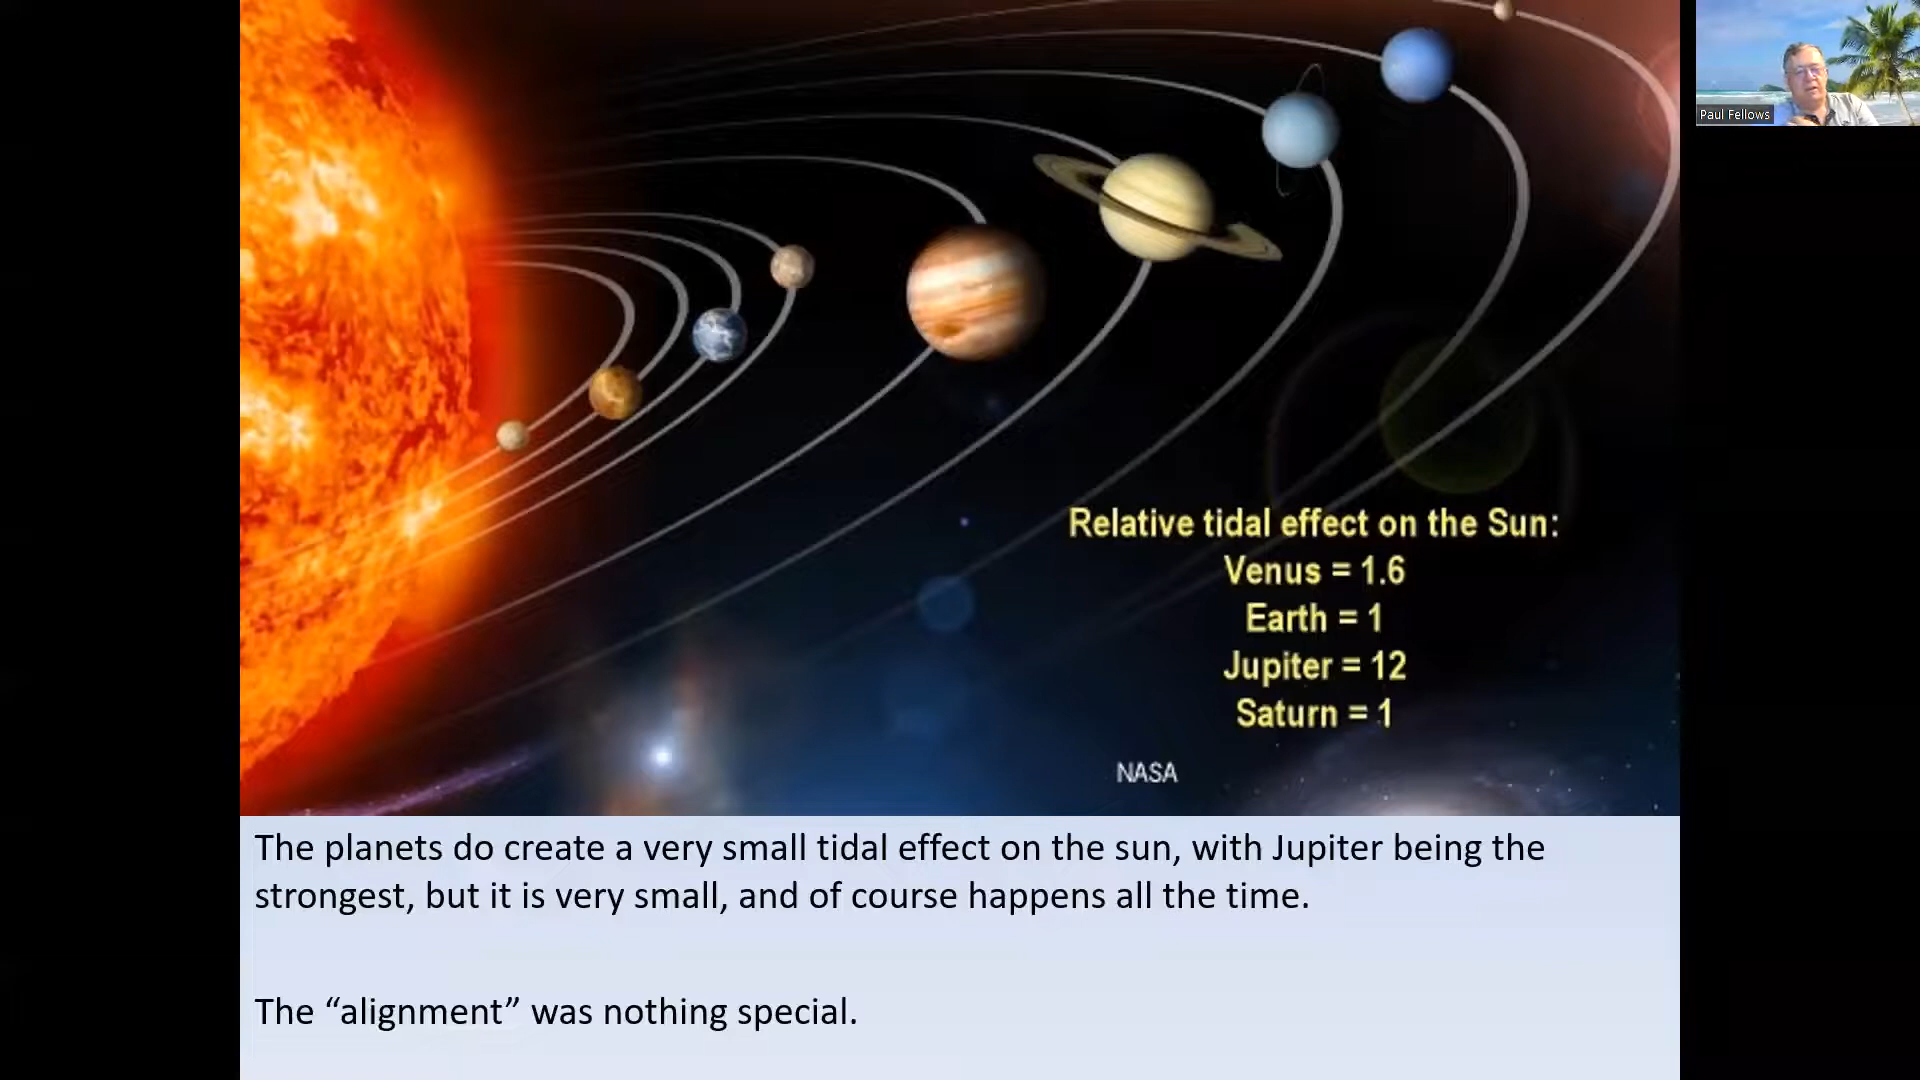 Paul Fellows
Relative tidal effect on the Sun:
Venus = 1.6
Earth = 1
Jupiter = 12
Saturn = 1
NASA
The planets do create a very small tidal effect on the sun, with Jupiter being the
strongest, but it is very small, and of course happens all the time.
The “alignment” was nothing special.